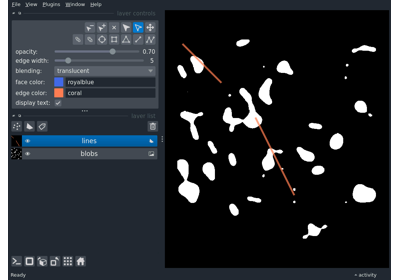 File View Plugins Window Help
layer controls
opacity: 0.70
edge width: 5
blending: translucent
face color: royalblue
edge color: coral
display text:
layer list
lines
blobs
Ready
activity